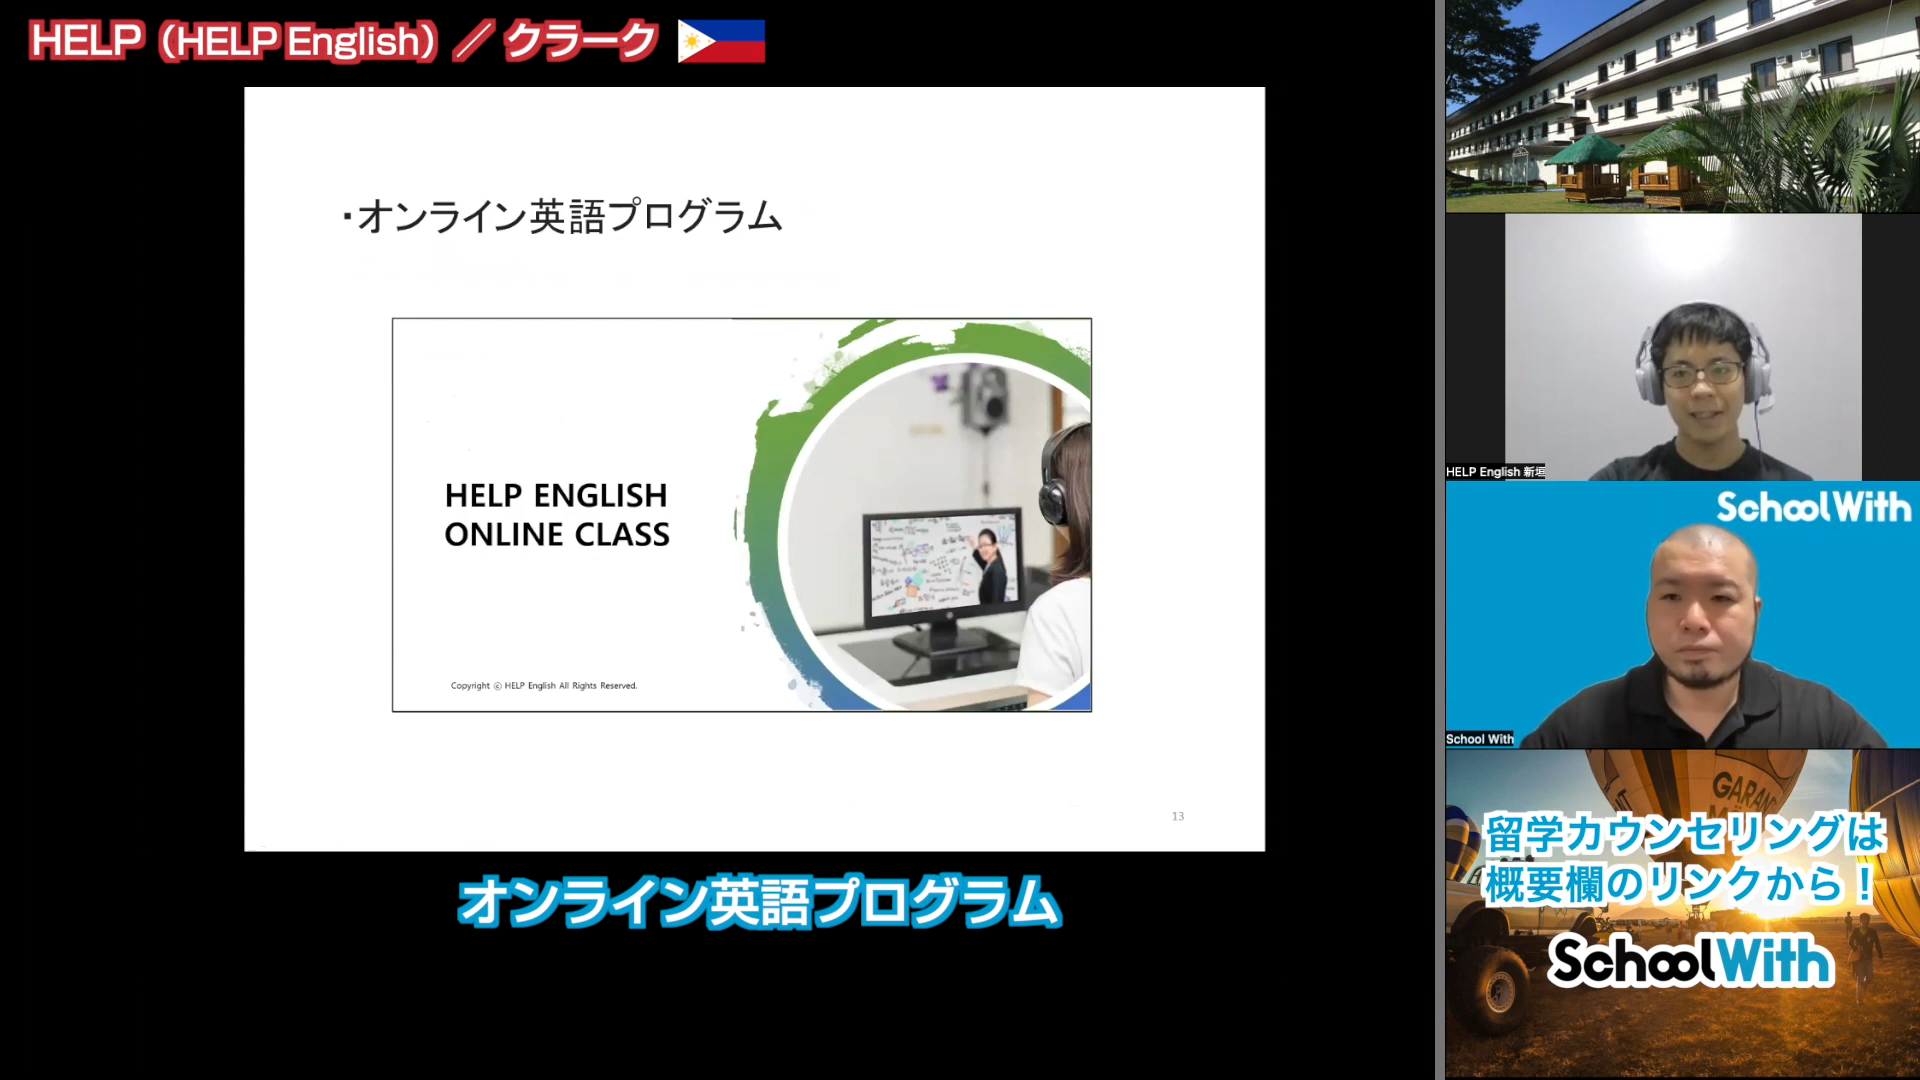 HELP（HELP English）／クラーク
・オンライン英語プログラム
HELP ENGLISH
ONLINE CLASS
Copyright ⓒ HELP English All Rights Reserved.
13
オンライン英語プログラム
HELP English 新垣
SchoolWith
School With
GARAN
留学カウンセリングは
概要欄のリンクから！
SchoolWith